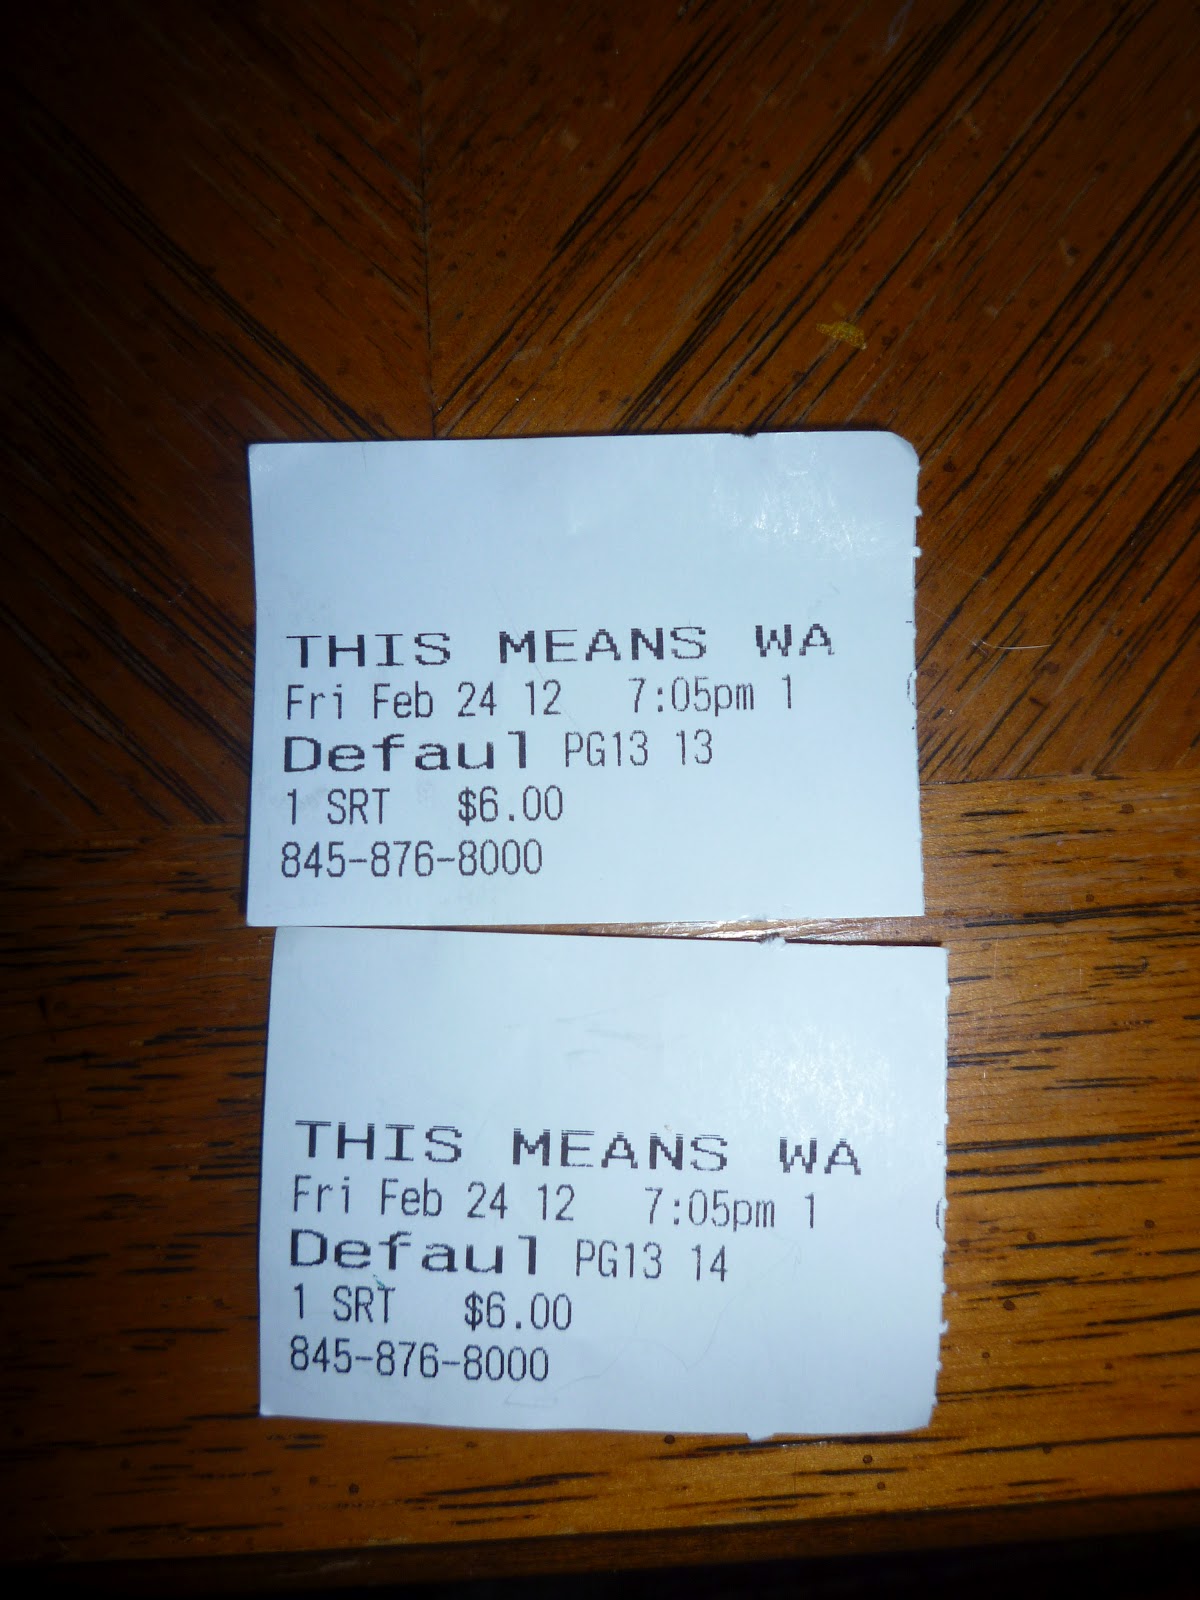 THIS MEANS WA
Fri Feb 24 12 7:05pm 1
Defaul PG13 13
1 SRT $6.00
845-876-8000
THIS MEANS WA
Fri Feb 24 12 7:05pm 1
Defaul PG13 14
1 SRT $6.00
845-876-8000